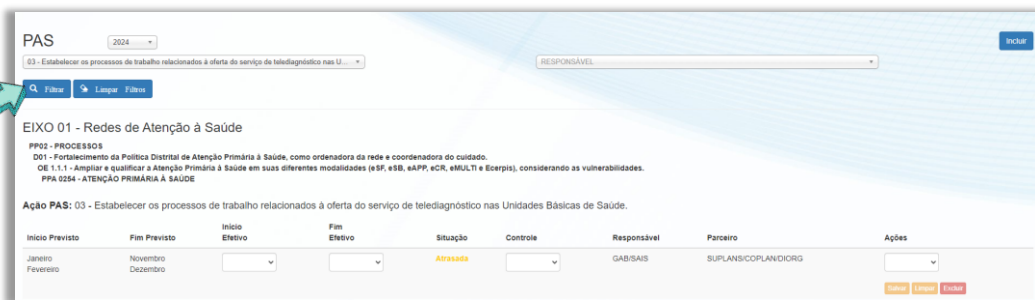 PAS 2024 Incluir
03 - Estabelecer os processos de trabalho relacionados à oferta do serviço de telediagnóstico nas U... RESPONSÁVEL
Filtrar Limpar Filtros
EIXO 01 - Redes de Atenção à Saúde
PP02 - PROCESSOS
D01 - Fortalecimento da Política Distrital de Atenção Primária à Saúde, como ordenadora da rede e coordenadora do cuidado.
OE 1.1.1 - Ampliar e qualificar a Atenção Primária à Saúde em suas diferentes modalidades (eSF, eSB, eAPP, eCR, eMULTI e Ecerpis), considerando as vulnerabilidades.
PPA 0254 - ATENÇÃO PRIMÁRIA À SAÚDE
Ação PAS: 03 - Estabelecer os processos de trabalho relacionados à oferta do serviço de telediagnóstico nas Unidades Básicas de Saúde.
Início Previsto Fim Previsto Início Efetivo Fim Efetivo Situação Controle Responsável Parceiro Ações
Janeiro Novembro Atrasada GAB/SAIS SUPLANS/COPLAN/DIORG
Fevereiro Dezembro
Salvar Limpar Excluir